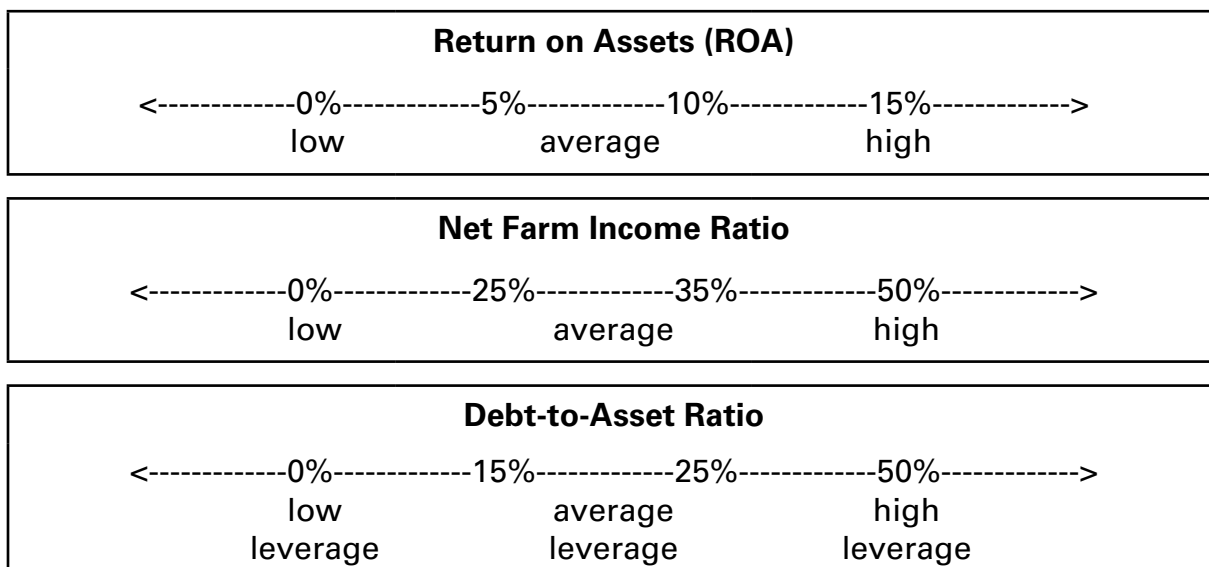 Return on Assets (ROA)
<-------------0%-------------5%-------------10%-------------15%------------->
low average high
Net Farm Income Ratio
<-------------0%-------------25%-------------35%-------------50%------------->
low average high
Debt-to-Asset Ratio
<-------------0%-------------15%-------------25%-------------50%------------->
low average high
leverage leverage leverage